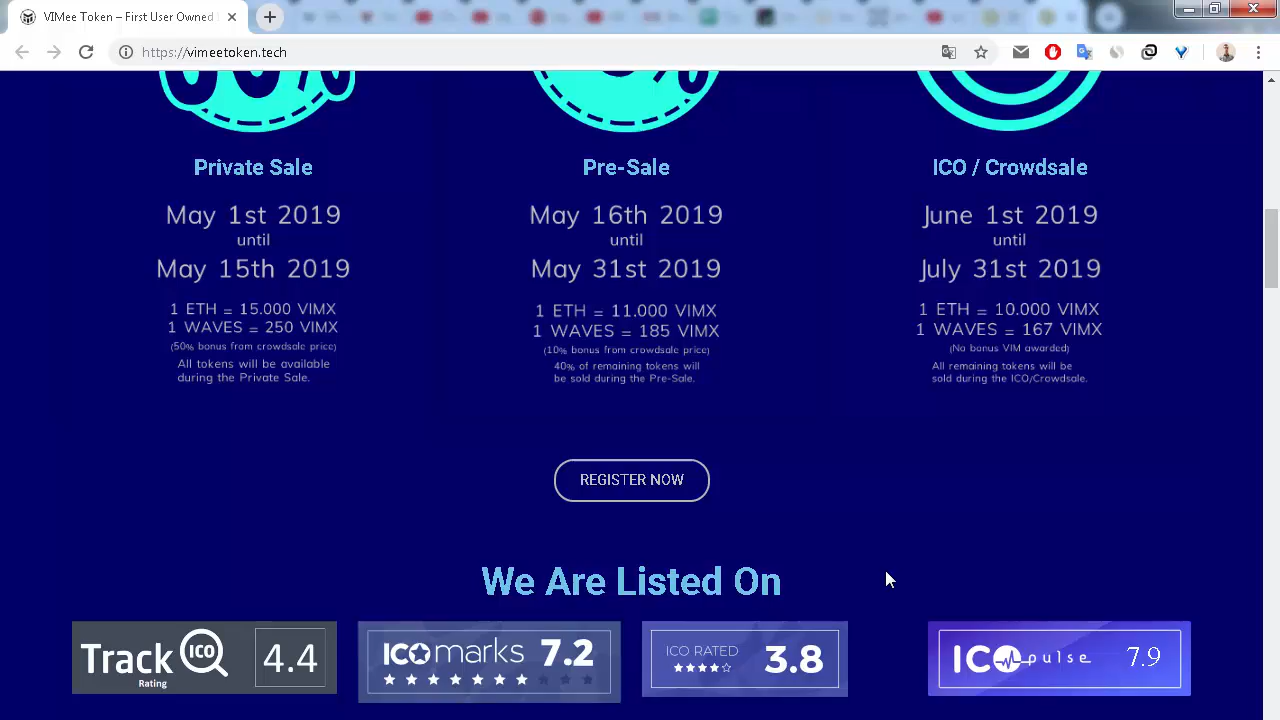 VIMee Token – First User Owned
https://vimeetoken.tech
Private Sale
May 1st 2019
until
May 15th 2019
1 ETH = 15.000 VIMX
1 WAVES = 250 VIMX
(50% bonus from crowdsale price)
All tokens will be available
during the Private Sale.
Pre-Sale
May 16th 2019
until
May 31st 2019
1 ETH = 11.000 VIMX
1 WAVES = 185 VIMX
(10% bonus from crowdsale price)
40% of remaining tokens will
be sold during the Pre-Sale.
ICO / Crowdsale
June 1st 2019
until
July 31st 2019
1 ETH = 10.000 VIMX
1 WAVES = 167 VIMX
(No bonus VIM awarded)
All remaining tokens will be
sold during the ICO/Crowdsale.
REGISTER NOW
We Are Listed On
Track ICO 4.4
Rating
ICOmarks 7.2
ICO RATED 3.8
ICOpulse 7.9